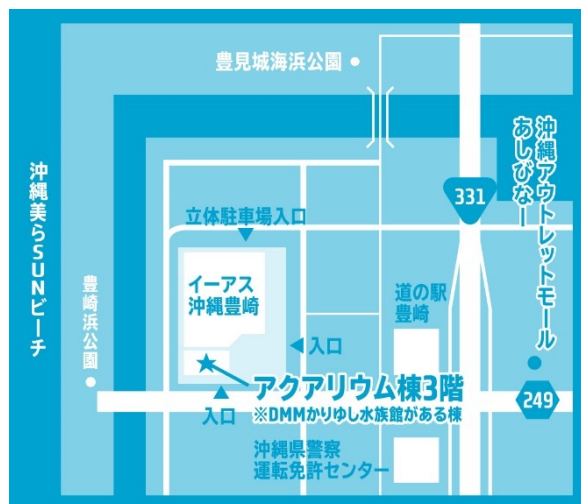 豊見城海浜公園
沖縄アウトレットモール
あしびなー
331
沖縄美らSUNビーチ
立体駐車場入口
豊崎浜公園
イーアス
沖縄豊崎
道の駅
豊崎
入口
アクアリウム棟3階
※DMMかりゆし水族館がある棟
入口
249
沖縄県警察
運転免許センター